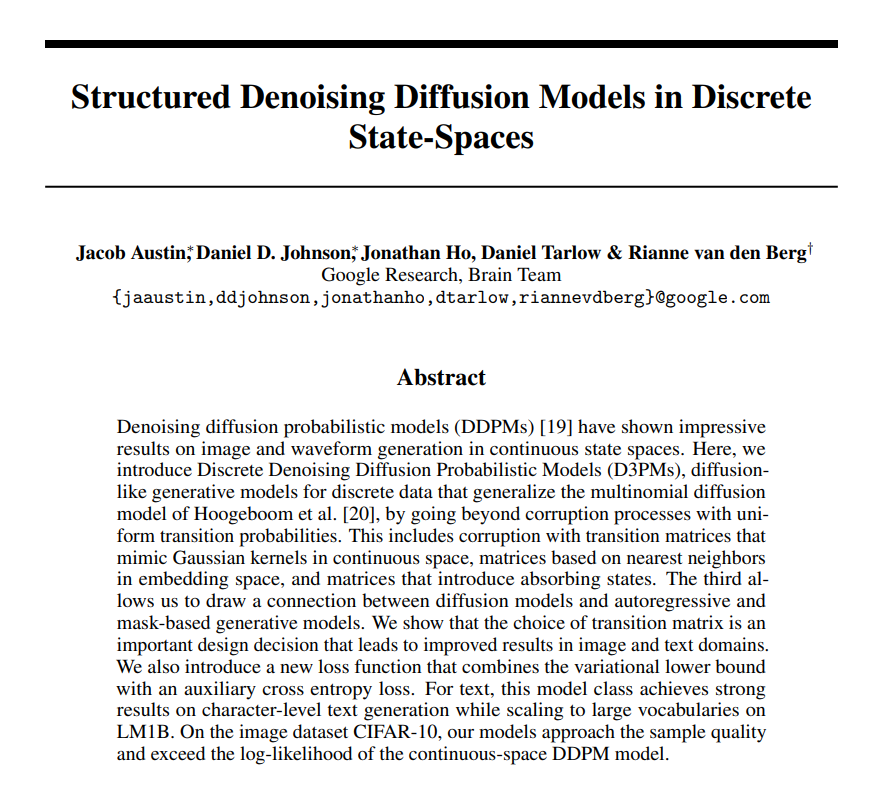 Structured Denoising Diffusion Models in Discrete
State-Spaces
Jacob Austin,* Daniel D. Johnson,* Jonathan Ho, Daniel Tarlow & Rianne van den Berg†
Google Research, Brain Team
{jaaustin,ddjohnson,jonathanho,dtarlow,riannevdberg}@google.com
Abstract
Denoising diffusion probabilistic models (DDPMs) [19] have shown impressive
results on image and waveform generation in continuous state spaces. Here, we
introduce Discrete Denoising Diffusion Probabilistic Models (D3PMs), diffusion-
like generative models for discrete data that generalize the multinomial diffusion
model of Hoogeboom et al. [20], by going beyond corruption processes with uni-
form transition probabilities. This includes corruption with transition matrices that
mimic Gaussian kernels in continuous space, matrices based on nearest neighbors
in embedding space, and matrices that introduce absorbing states. The third al-
lows us to draw a connection between diffusion models and autoregressive and
mask-based generative models. We show that the choice of transition matrix is an
important design decision that leads to improved results in image and text domains.
We also introduce a new loss function that combines the variational lower bound
with an auxiliary cross entropy loss. For text, this model class achieves strong
results on character-level text generation while scaling to large vocabularies on
LM1B. On the image dataset CIFAR-10, our models approach the sample quality
and exceed the log-likelihood of the continuous-space DDPM model.